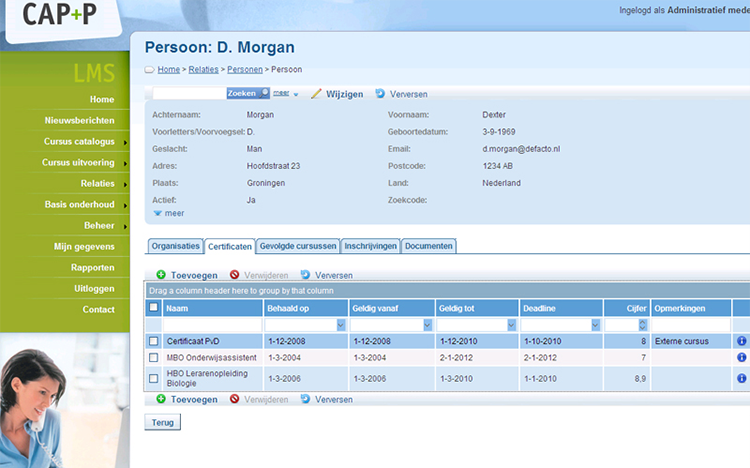 CAP+P
Ingelogd als Administratief mede
LMS
Home
Nieuwsberichten
Cursus catalogus
Cursus uitvoering
Relaties
Basis onderhoud
Beheer
Mijn gegevens
Rapporten
Uitloggen
Contact
Persoon: D. Morgan
Home > Relaties > Personen > Persoon
Zoeken meer Wijzigen Verversen
Achternaam: Morgan Voornaam: Dexter
Voorletters/Voorvoegsel: D. Geboortedatum: 3-9-1969
Geslacht: Man Email: d.morgan@defacto.nl
Adres: Hoofdstraat 23 Postcode: 1234 AB
Plaats: Groningen Land: Nederland
Actief: Ja Zoekcode:
meer
Organisaties Certificaten Gevolgde cursussen Inschrijvingen Documenten
Toevoegen Verwijderen Verversen
Drag a column header here to group by that column
Naam Behaald op Geldig vanaf Geldig tot Deadline Cijfer Opmerkingen
Certificaat PvD 1-12-2008 1-12-2008 1-12-2010 1-10-2010 8 Externe cursus
MBO Onderwijsassistent 1-3-2004 1-3-2004 2-1-2012 2-1-2012 7
HBO Lerarenopleiding
Biologie 1-3-2006 1-3-2006 1-3-2010 1-1-2010 8,9
Toevoegen Verwijderen Verversen
Terug